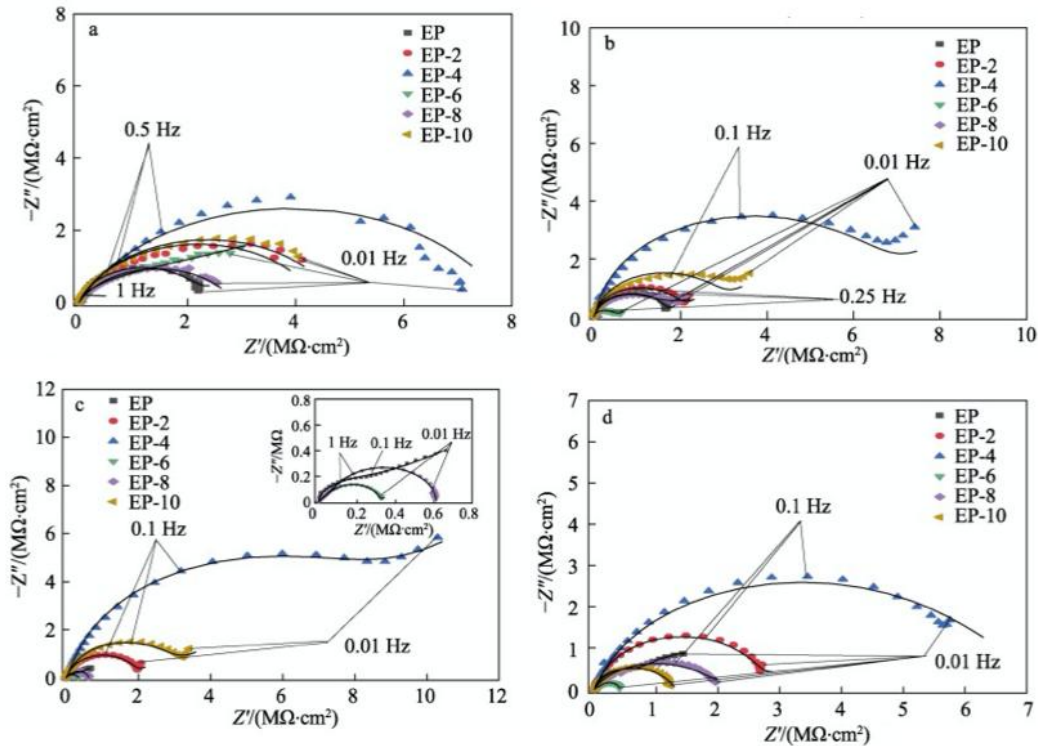 a
8
6
4
2
0
−Z″/(MΩ·cm²)
0
2
4
6
8
Z′/(MΩ·cm²)
EP
EP-2
EP-4
EP-6
EP-8
EP-10
0.5 Hz
0.01 Hz
1 Hz
b
10
8
6
4
2
0
−Z″/(MΩ·cm²)
0
2
4
6
8
10
Z′/(MΩ·cm²)
EP
EP-2
EP-4
EP-6
EP-8
EP-10
0.1 Hz
0.01 Hz
0.25 Hz
c
12
10
8
6
4
2
0
−Z″/(MΩ·cm²)
0
2
4
6
8
10
Z′/(MΩ·cm²)
EP
EP-2
EP-4
EP-6
EP-8
EP-10
0.1 Hz
0.01 Hz
0.8
0.6
0.4
0.2
0
−Z″/MΩ
0
0.2
0.4
0.6
0.8
Z′/(MΩ·cm²)
1 Hz
0.1 Hz
0.01 Hz
d
7
6
5
4
3
2
1
0
−Z″/(MΩ·cm²)
0
1
2
3
4
5
6
7
Z′/(MΩ·cm²)
EP
EP-2
EP-4
EP-6
EP-8
EP-10
0.1 Hz
0.01 Hz